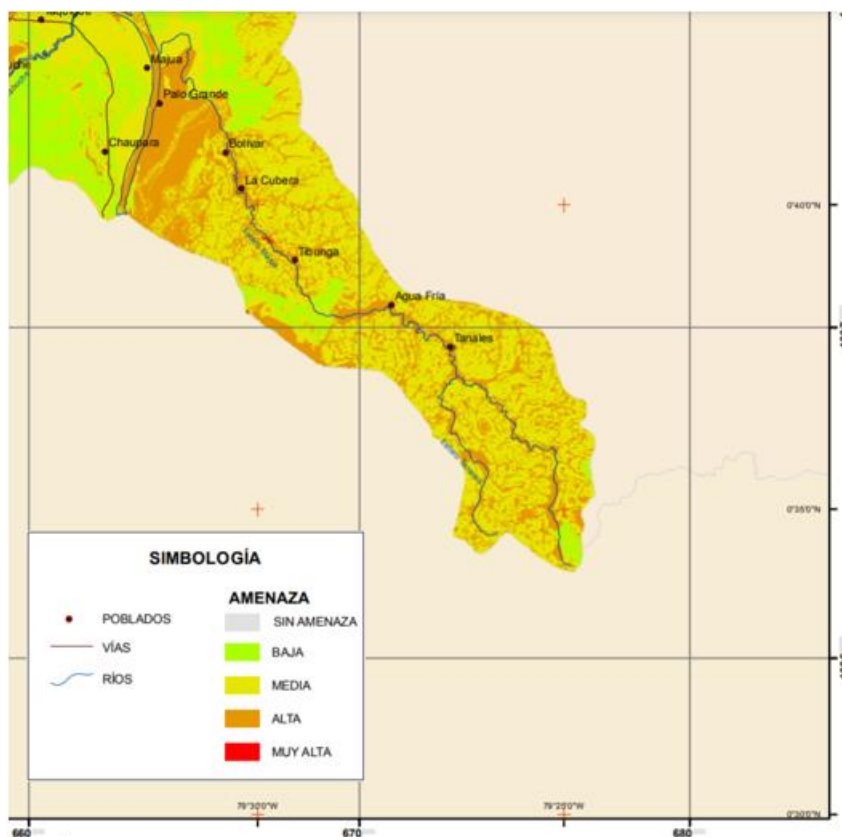 Majua
Palo Grande
Chaupara
Bolívar
La Cubera
Tibunga
Agua Fría
Tanales
0°40'0"N
0°35'0"N
0°30'0"N
SIMBOLOGÍA
POBLADOS
VÍAS
RÍOS
AMENAZA
SIN AMENAZA
BAJA
MEDIA
ALTA
MUY ALTA
79°30'0"W
79°25'0"W
660
670
680